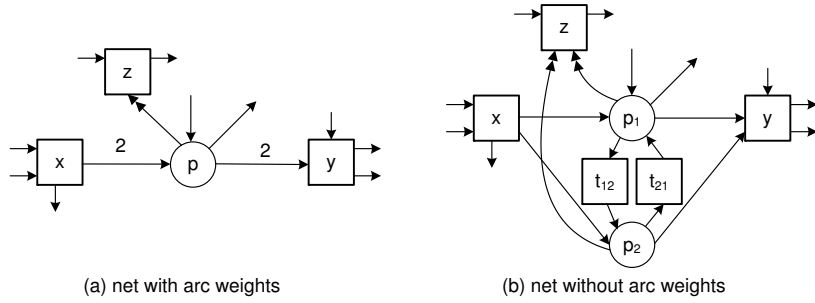 z
x
2
p
2
y
(a) net with arc weights
z
x
p1
y
t12
t21
p2
(b) net without arc weights